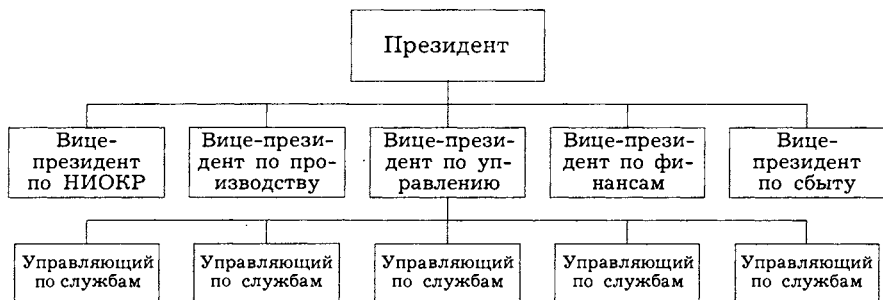 Президент
Вице-
президент
по НИОКР
Вице-прези-
дент по про-
изводству
Вице-прези-
дент по уп-
равлению
Вице-прези-
дент по фи-
нансам
Вице-
президент
по сбыту
Управляющий
по службам
Управляющий
по службам
Управляющий
по службам
Управляющий
по службам
Управляющий
по службам